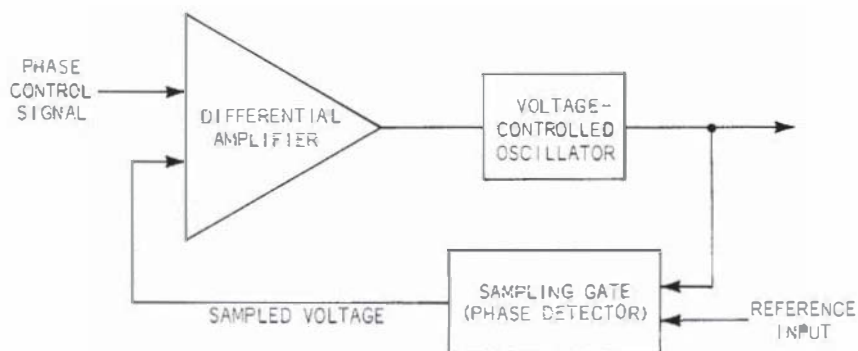 PHASE
CONTROL
SIGNAL
DIFFERENTIAL
AMPLIFIER
VOLTAGE-
CONTROLLED
OSCILLATOR
SAMPLING GATE
(PHASE DETECTOR)
SAMPLED VOLTAGE
REFERENCE
INPUT